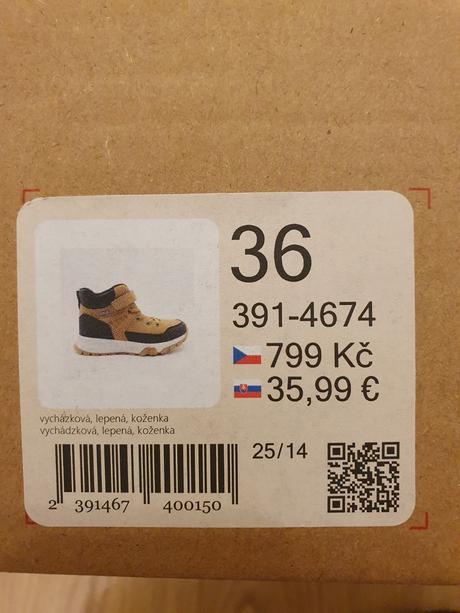 36
391-4674
799 Kč
35,99 €
vycházková, lepená, koženka
vychádzková, lepená, koženka
25/14
2 391467 400150